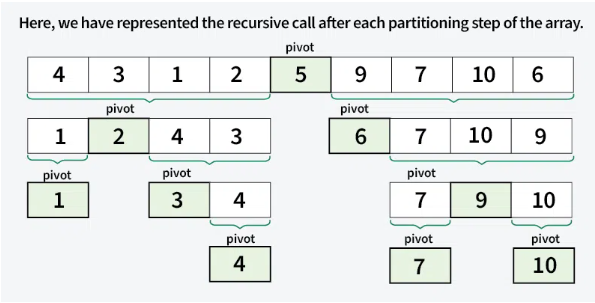 Here, we have represented the recursive call after each partitioning step of the array.
pivot
4 3 1 2 5 9 7 10 6
pivot pivot
1 2 4 3 6 7 10 9
pivot pivot pivot
1 3 4 7 9 10
pivot pivot pivot
4 7 10